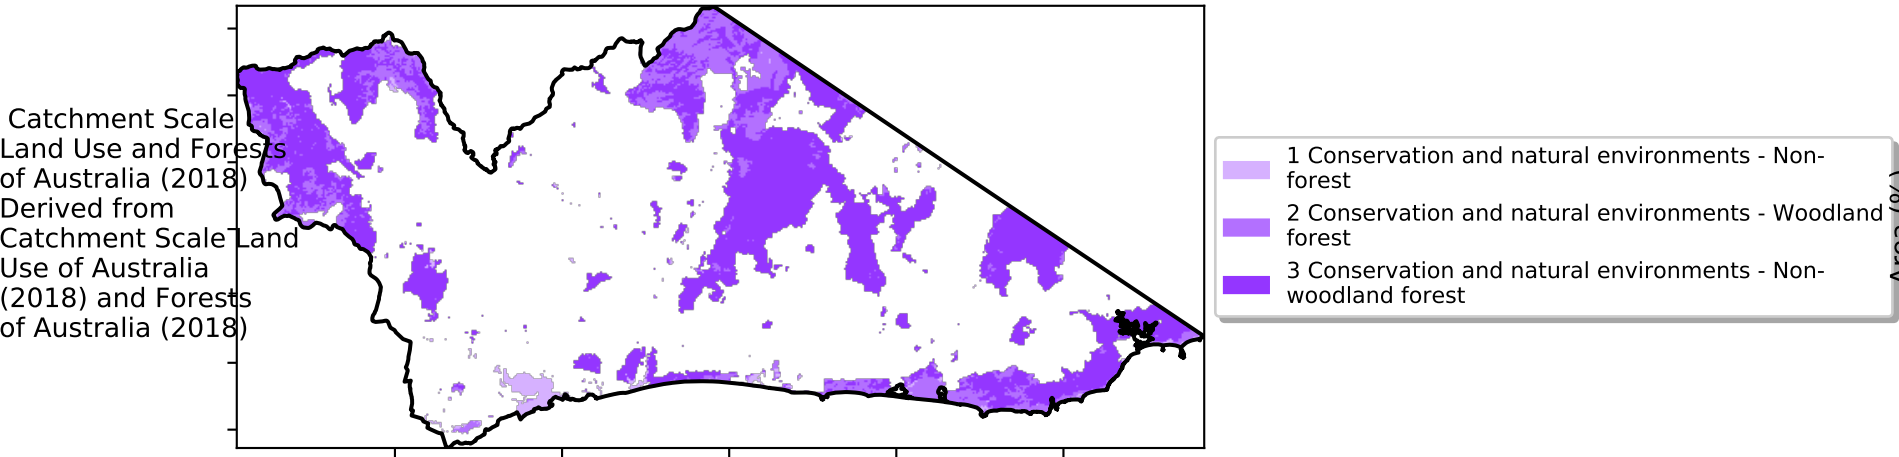 Catchment Scale
Land Use and Forests
of Australia (2018)
Derived from
Catchment Scale Land
Use of Australia
(2018) and Forests
of Australia (2018)
1 Conservation and natural environments - Non-
forest
2 Conservation and natural environments - Woodland
forest
3 Conservation and natural environments - Non-
woodland forest